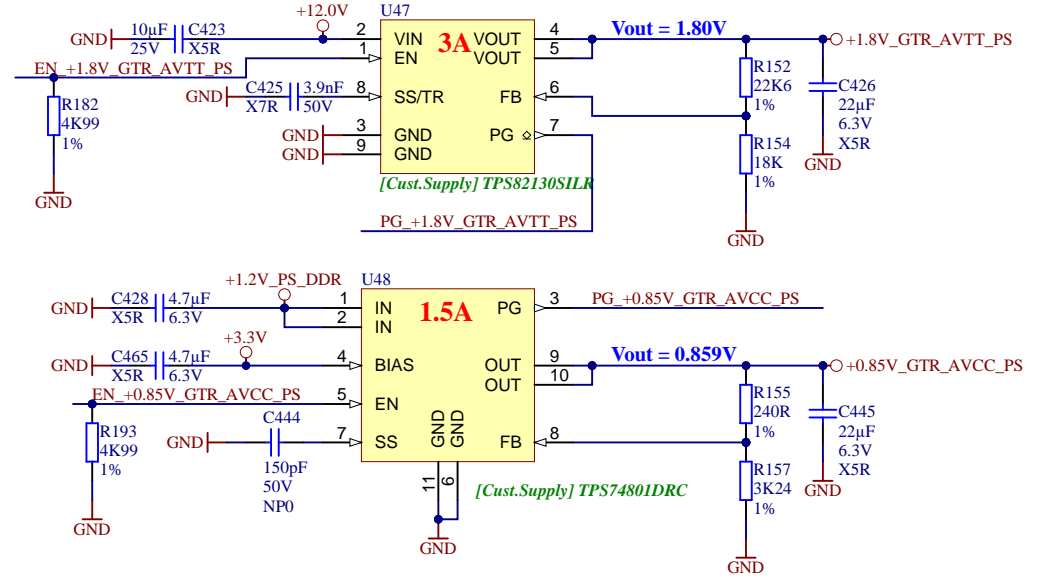 +12.0V
U47
10µF C423
GND
25V X5R
2 VIN 3A VOUT 4 Vout = 1.80V
+1.8V_GTR_AVTT_PS
1 EN VOUT 5
EN_+1.8V_GTR_AVTT_PS
R182
4K99
1%
GND
GND C425 3.9nF 8 SS/TR FB 6
X7R 50V
R152
22K6
1%
C426
22µF
6.3V
X5R
GND
GND 3 GND PG 7
GND 9 GND
R154
18K
1%
GND
[Cust.Supply] TPS82130SILR
PG_+1.8V_GTR_AVTT_PS
+1.2V_PS_DDR
U48
GND C428 4.7µF 1 IN 1.5A PG 3 PG_+0.85V_GTR_AVCC_PS
X5R 6.3V 2 IN
+3.3V
GND C465 4.7µF 4 BIAS OUT 9 Vout = 0.859V
+0.85V_GTR_AVCC_PS
X5R 6.3V OUT 10
EN_+0.85V_GTR_AVCC_PS 5 EN
R193
4K99
1%
GND
C444
GND 7 SS GND GND FB 8
150pF
50V
NP0
R155
240R
1%
C445
22µF
6.3V
X5R
GND
R157
3K24
1%
GND
11 6
GND
[Cust.Supply] TPS74801DRC